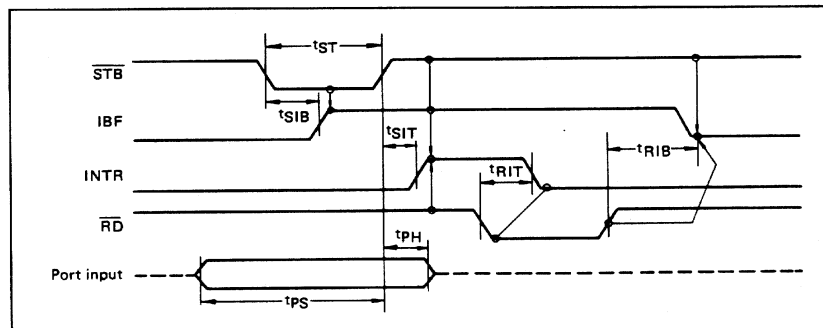 tST
STB
tSIB
IBF
tSIT
tRIB
INTR
tRIT
RD
tPH
Port input
tPS